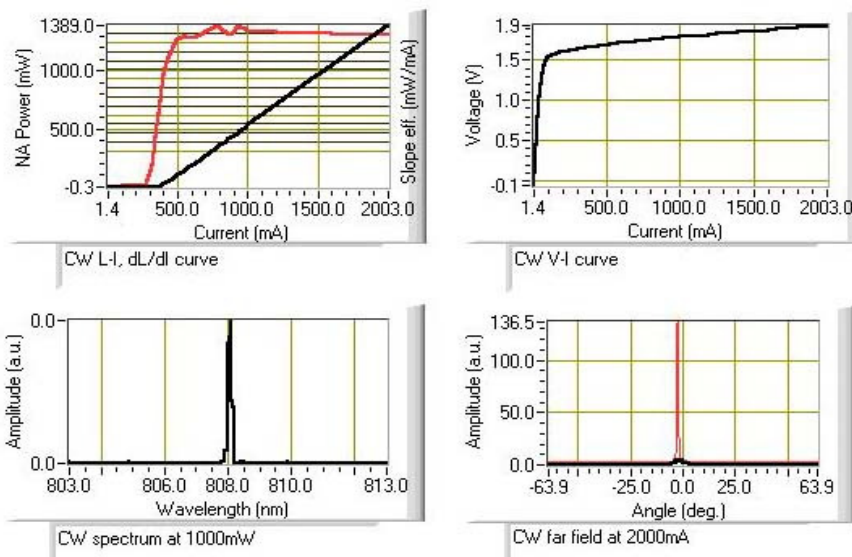 1389.0
1000.0
500.0
-0.3
NA Power (mW)
Slope eff. (mW/mA)
1.4 500.0 1000.0 1500.0 2003.0
Current (mA)
CW L-I, dL/dI curve
1.9
1.5
1.0
0.5
-0.1
Voltage (V)
1.4 500.0 1000.0 1500.0 2003.0
Current (mA)
CW V-I curve
0.0
0.0
Amplitude (a.u.)
803.0 806.0 808.0 810.0 813.0
Wavelength (nm)
CW spectrum at 1000mW
136.5
100.0
50.0
0.0
Amplitude (a.u.)
-63.9 -25.0 0.0 25.0 63.9
Angle (deg.)
CW far field at 2000mA